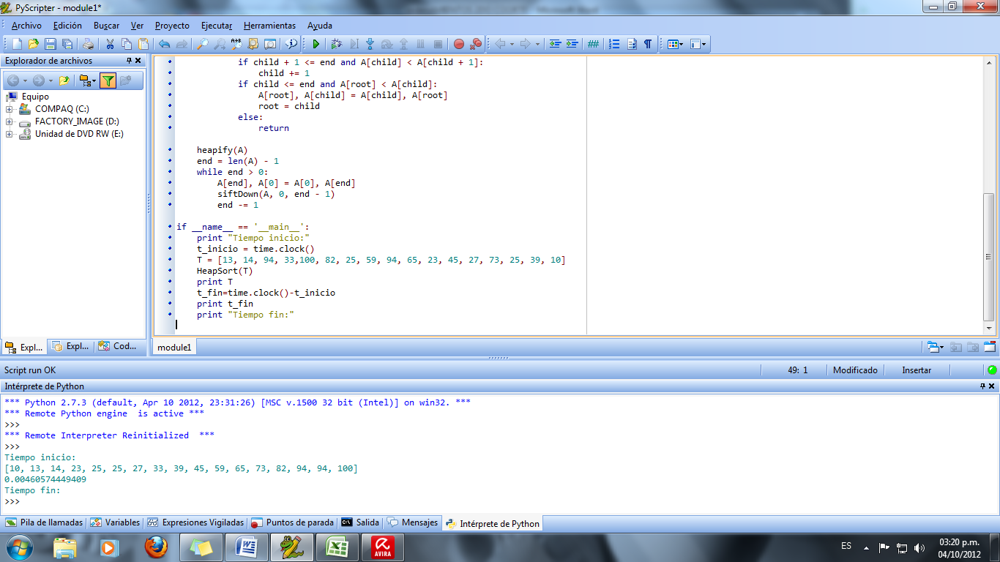 PyScripter - module1*
Archivo Edición Buscar Ver Proyecto Ejecutar Herramientas Ayuda
Explorador de archivos
Equipo
COMPAQ (C:)
FACTORY_IMAGE (D:)
Unidad de DVD RW (E:)
if child + 1 <= end and A[child] < A[child + 1]:
child += 1
if child <= end and A[root] < A[child]:
A[root], A[child] = A[child], A[root]
root = child
else:
return
heapify(A)
end = len(A) - 1
while end > 0:
A[end], A[0] = A[0], A[end]
siftDown(A, 0, end - 1)
end -= 1
if __name__ == '__main__':
print "Tiempo inicio:"
t_inicio = time.clock()
T = [13, 14, 94, 33,100, 82, 25, 59, 94, 65, 23, 45, 27, 73, 25, 39, 10]
HeapSort(T)
print T
t_fin=time.clock()-t_inicio
print t_fin
print "Tiempo fin:"
Expl... Expl... Cod...
module1
Script run OK
49: 1 Modificado Insertar
Intérprete de Python
*** Python 2.7.3 (default, Apr 10 2012, 23:31:26) [MSC v.1500 32 bit (Intel)] on win32. ***
*** Remote Python engine  is active ***
>>>
*** Remote Interpreter Reinitialized  ***
>>>
Tiempo inicio:
[10, 13, 14, 23, 25, 25, 27, 33, 39, 45, 59, 65, 73, 82, 94, 94, 100]
0.00460574449409
Tiempo fin:
>>>
Pila de llamadas Variables Expresiones Vigiladas Puntos de parada Salida Mensajes Intérprete de Python
AVIRA
ES
03:20 p.m.
04/10/2012